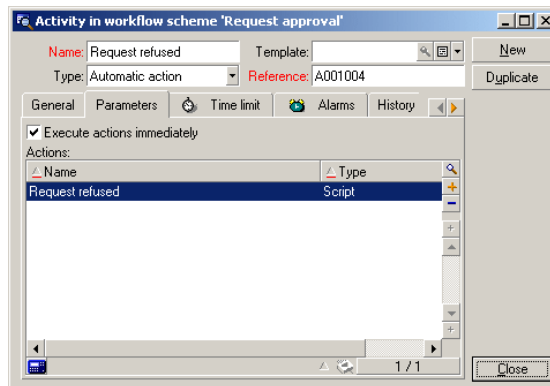 Activity in workflow scheme 'Request approval'
Name: Request refused Template: New
Type: Automatic action Reference: A001004 Duplicate
General Parameters Time limit Alarms History
Execute actions immediately
Actions:
Name Type
Request refused Script
1 / 1 Close